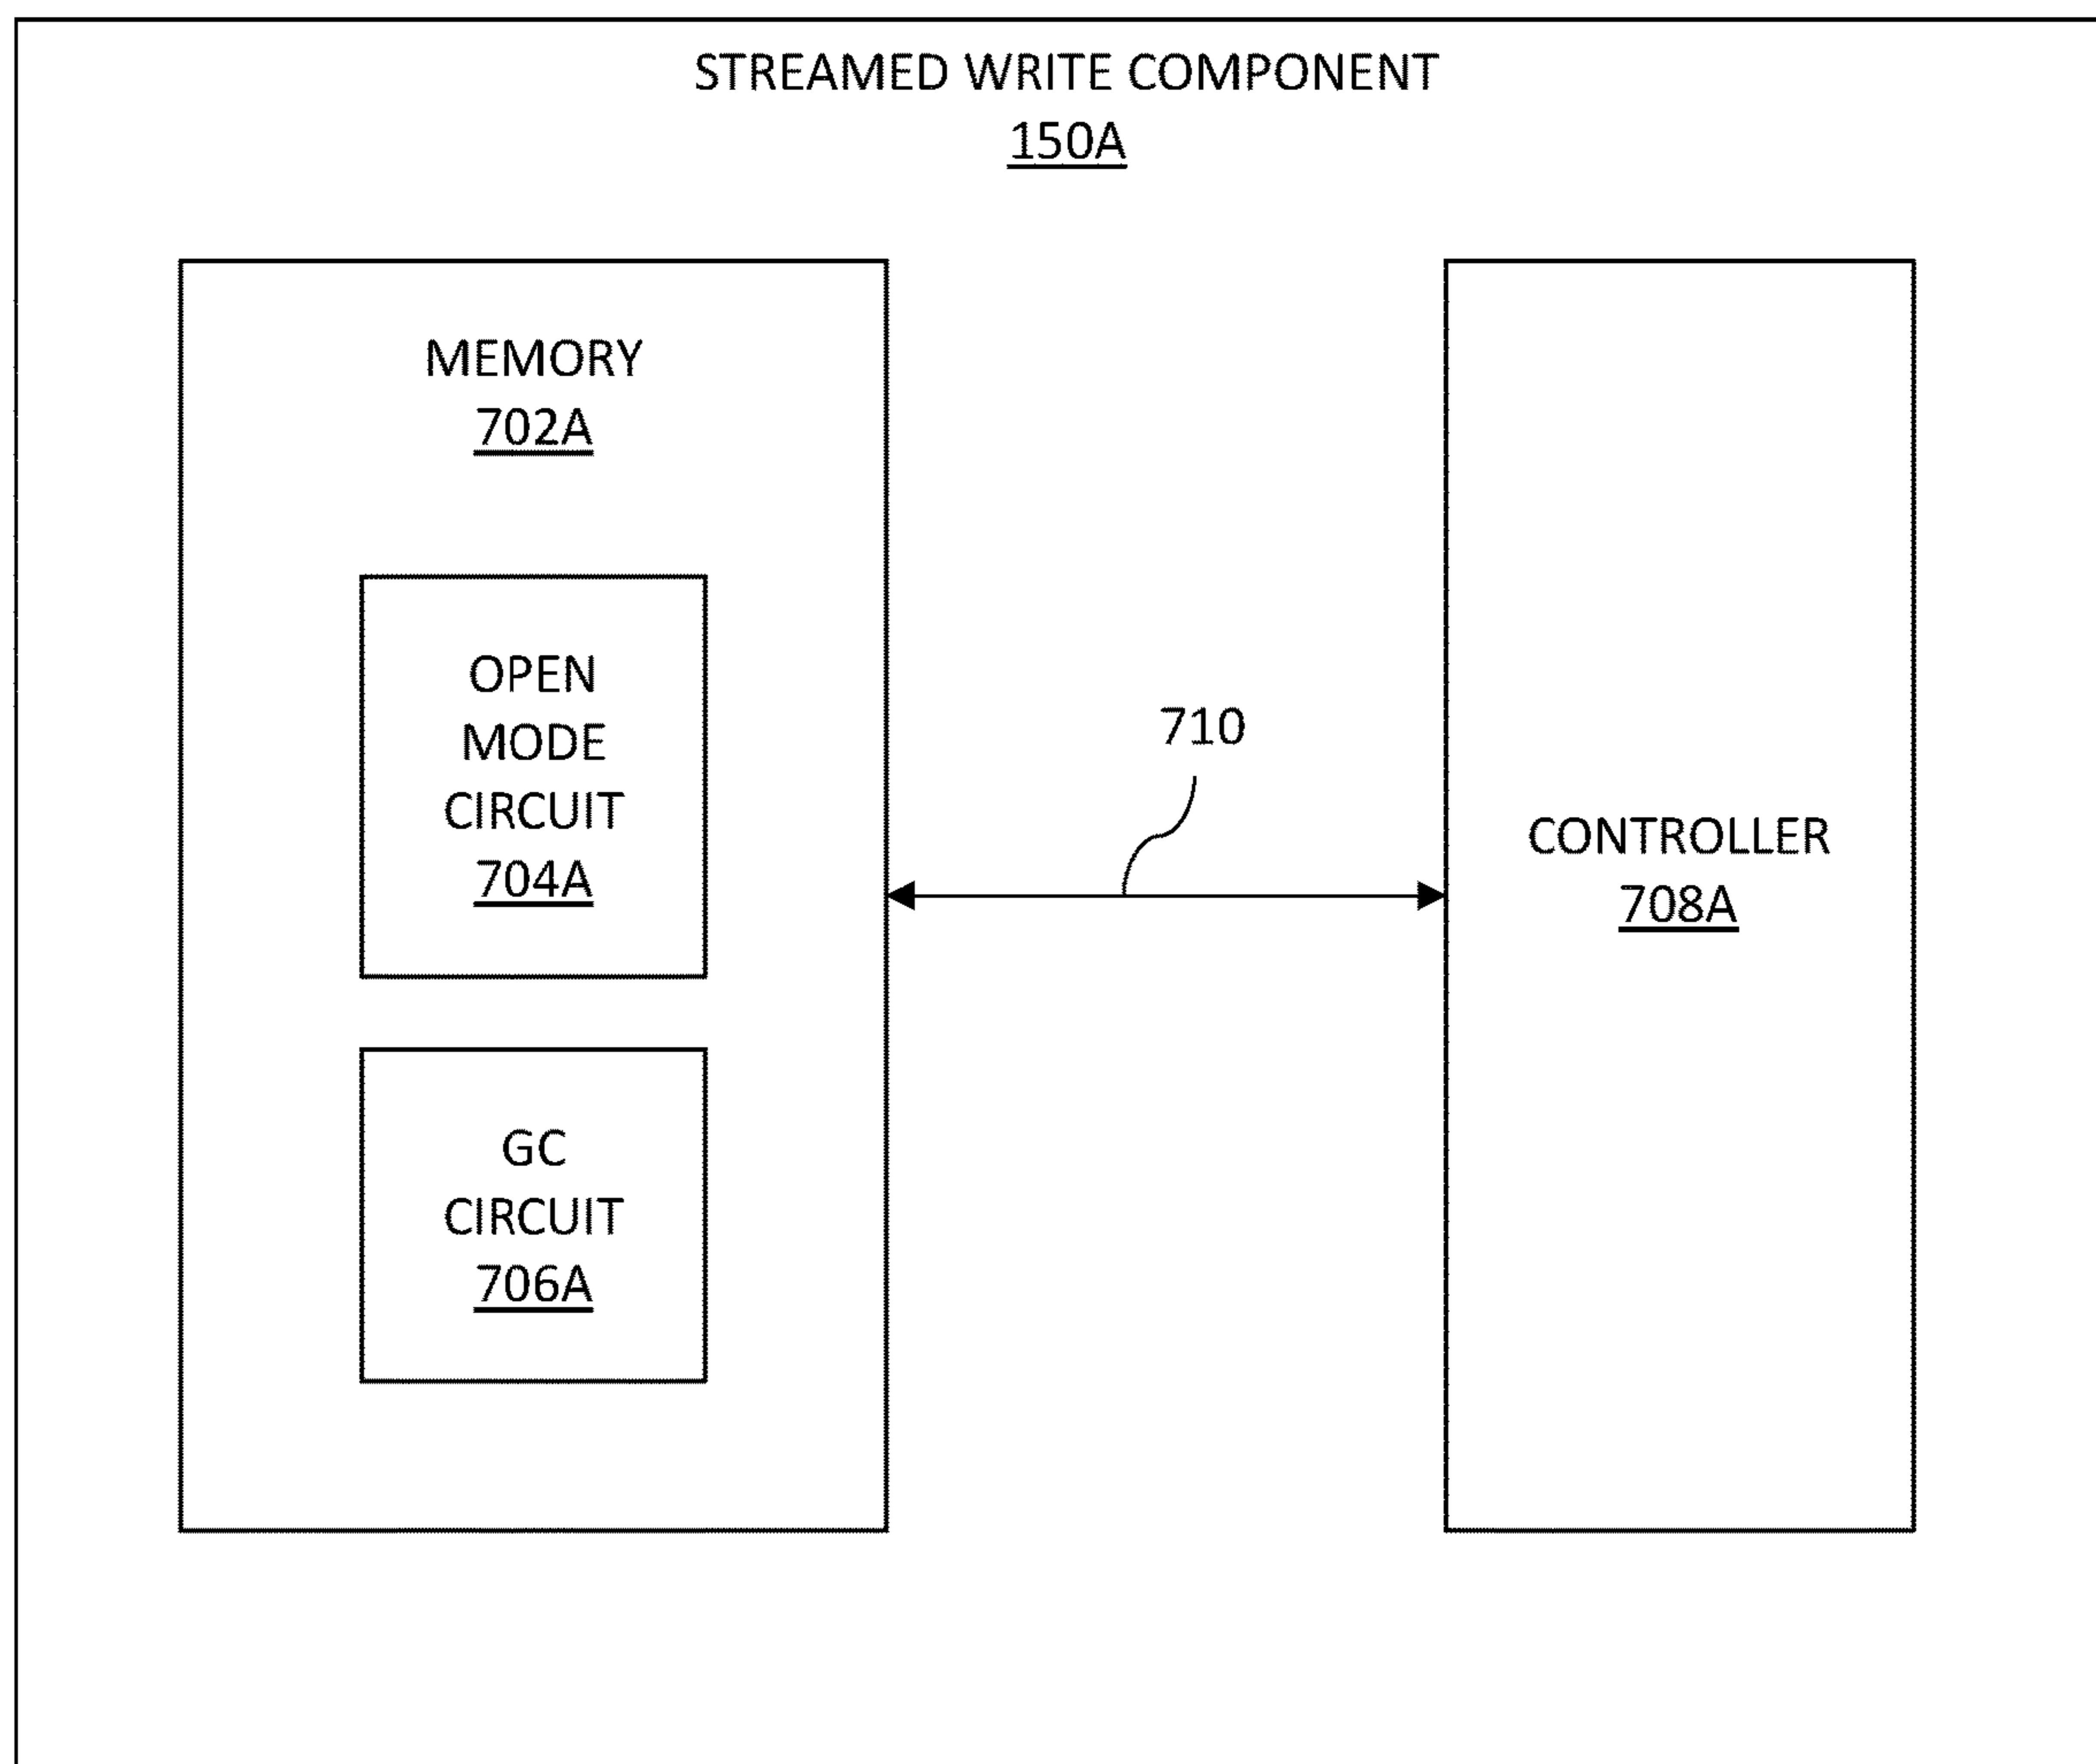 STREAMED WRITE COMPONENT
150A
MEMORY
702A
OPEN
MODE
CIRCUIT
704A
GC
CIRCUIT
706A
710
CONTROLLER
708A